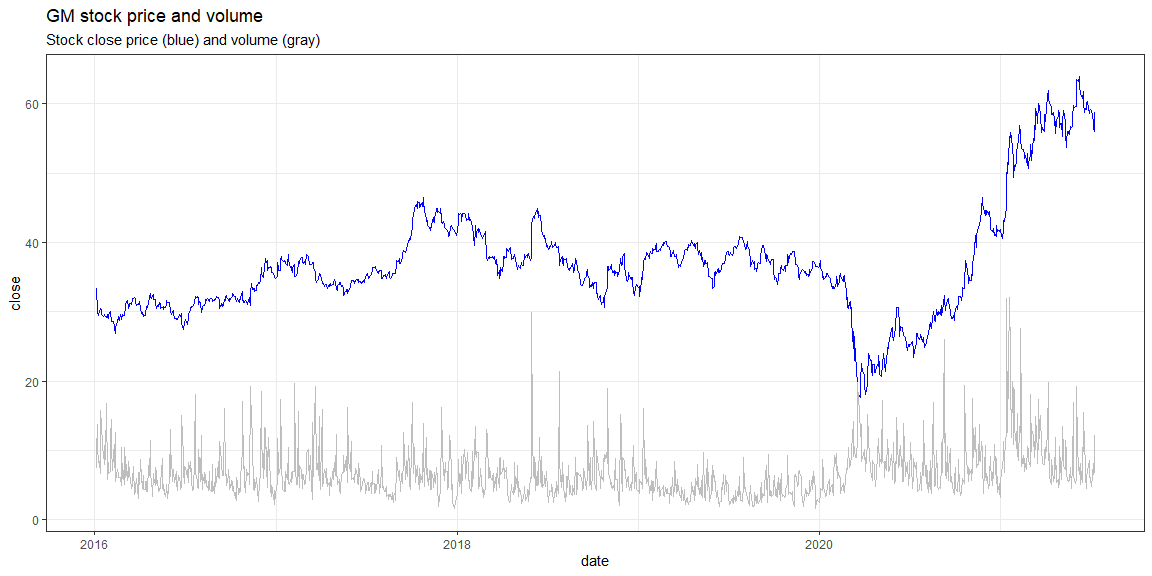 GM stock price and volume
Stock close price (blue) and volume (gray)
60
40
20
0
close
2016
2018
2020
date